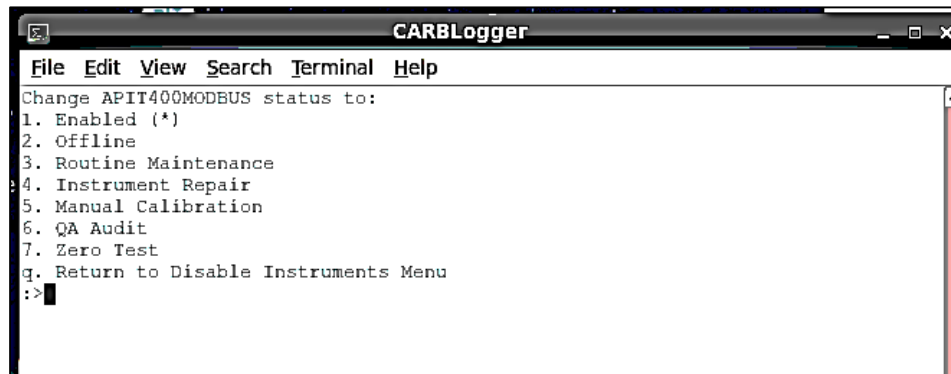 CARBLogger
File Edit View Search Terminal Help
Change APIT400MODBUS status to:
1. Enabled (*)
2. Offline
3. Routine Maintenance
4. Instrument Repair
5. Manual Calibration
6. QA Audit
7. Zero Test
q. Return to Disable Instruments Menu
:>